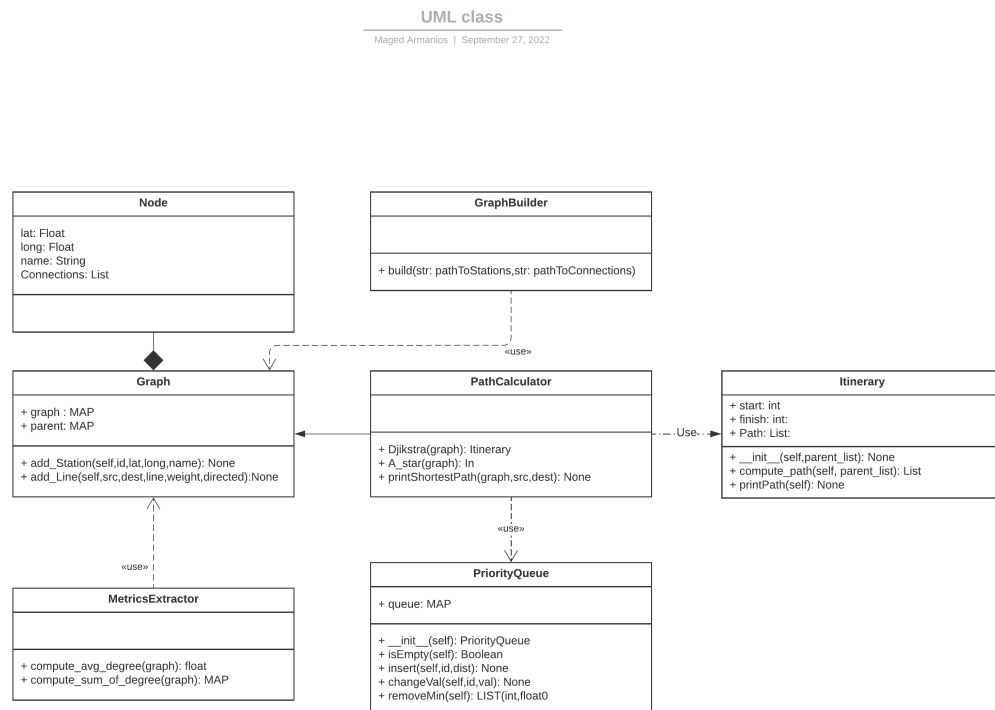 UML class
Maged Armanios | September 27, 2022
Node
lat: Float
long: Float
name: String
Connections: List
GraphBuilder
+ build(str: pathToStations,str: pathToConnections)
«use»
Graph
+ graph : MAP
+ parent: MAP
+ add_Station(self,id,lat,long,name): None
+ add_Line(self,src,dest,line,weight,directed):None
PathCalculator
+ Djikstra(graph): Itinerary
+ A_star(graph): In
+ printShortestPath(graph,src,dest): None
Use
Itinerary
+ start: int
+ finish: int:
+ Path: List:
+ __init__(self,parent_list): None
+ compute_path(self, parent_list): List
+ printPath(self): None
«use»
«use»
MetricsExtractor
+ compute_avg_degree(graph): float
+ compute_sum_of_degree(graph): MAP
PriorityQueue
+ queue: MAP
+ __init__(self): PriorityQueue
+ isEmpty(self): Boolean
+ insert(self,id,dist): None
+ changeVal(self,id,val): None
+ removeMin(self): LIST(int,float0